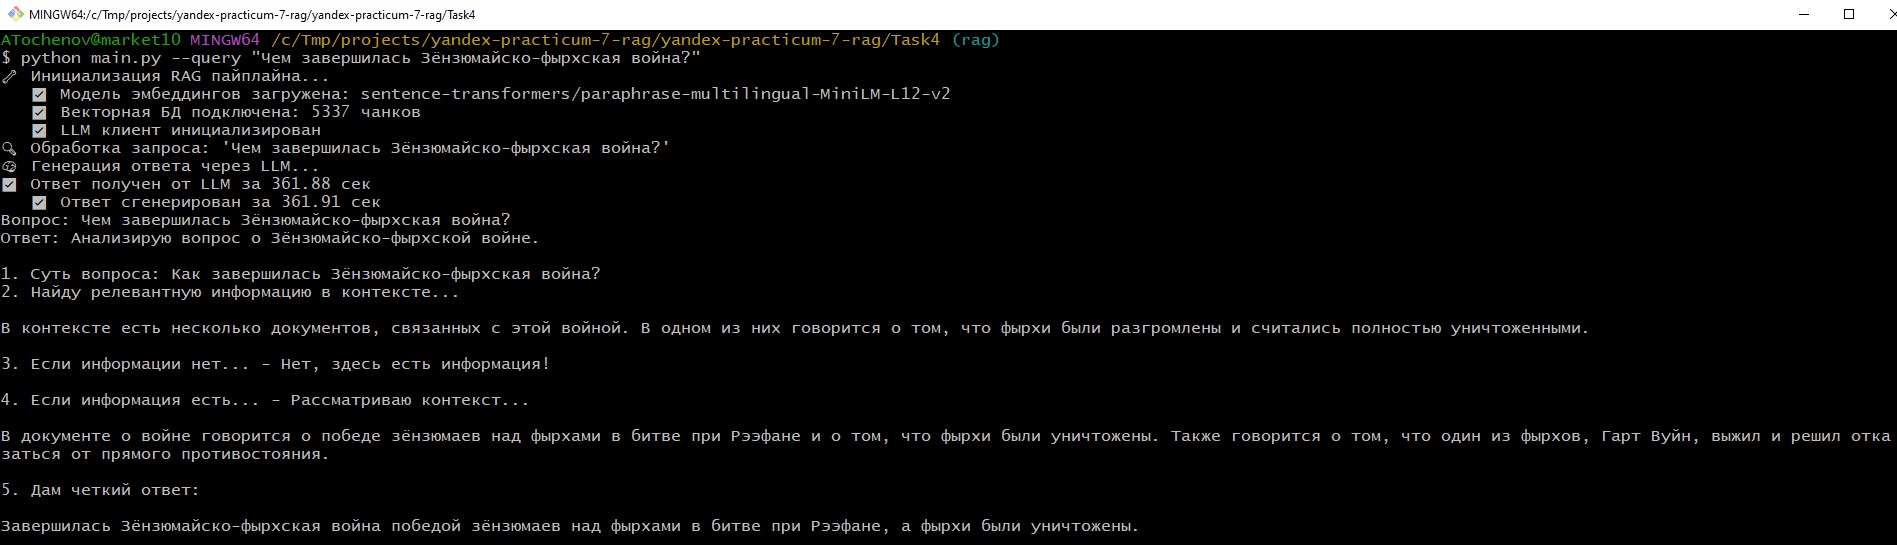 MINGW64:/c/Tmp/projects/yandex-practicum-7-rag/yandex-practicum-7-rag/Task4
ATochenov@market10 MINGW64 /c/Tmp/projects/yandex-practicum-7-rag/yandex-practicum-7-rag/Task4 (rag)
$ python main.py --query "Чем завершилась Зёнзюмайско-фырхская война?"
Инициализация RAG пайплайна...
Модель эмбеддингов загружена: sentence-transformers/paraphrase-multilingual-MiniLM-L12-v2
Векторная БД подключена: 5337 чанков
LLM клиент инициализирован
Обработка запроса: 'Чем завершилась Зёнзюмайско-фырхская война?'
Генерация ответа через LLM...
Ответ получен от LLM за 361.88 сек
Ответ сгенерирован за 361.91 сек
Вопрос: Чем завершилась Зёнзюмайско-фырхская война?
Ответ: Анализирую вопрос о Зёнзюмайско-фырхской войне.
1. Суть вопроса: Как завершилась Зёнзюмайско-фырхская война?
2. Найду релевантную информацию в контексте...
В контексте есть несколько документов, связанных с этой войной. В одном из них говорится о том, что фырхи были разгромлены и считались полностью уничтоженными.
3. Если информации нет... - Нет, здесь есть информация!
4. Если информация есть... - Рассматриваю контекст...
В документе о войне говорится о победе зёнзюмаев над фырхами в битве при Рээфане и о том, что фырхи были уничтожены. Также говорится о том, что один из фырхов, Гарт Вуйн, выжил и решил отка
заться от прямого противостояния.
5. Дам четкий ответ:
Завершилась Зёнзюмайско-фырхская война победой зёнзюмаев над фырхами в битве при Рээфане, а фырхи были уничтожены.